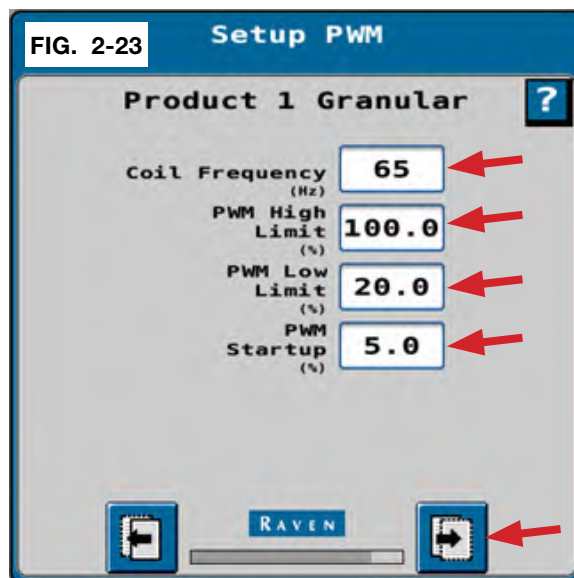 FIG. 2-23
Setup PWM
Product 1 Granular
?
Coil Frequency
(Hz)
65
PWM High
Limit
(%)
100.0
PWM Low
Limit
(%)
20.0
PWM
Startup
(%)
5.0
RAVEN